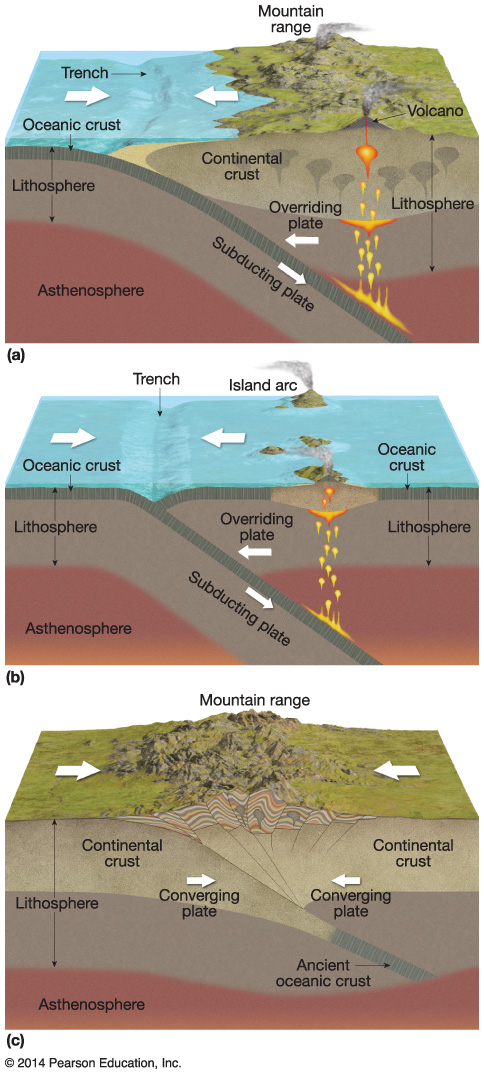 Mountain
range
Trench
Volcano
Oceanic crust
Continental
crust
Lithosphere
Lithosphere
Overriding
plate
Subducting plate
Asthenosphere
(a)
Trench
Island arc
Oceanic
crust
Oceanic crust
Lithosphere
Overriding
plate
Lithosphere
Subducting plate
Asthenosphere
(b)
Mountain range
Continental
crust
Continental
crust
Lithosphere
Converging
plate
Converging
plate
Ancient
oceanic crust
Asthenosphere
(c)
© 2014 Pearson Education, Inc.